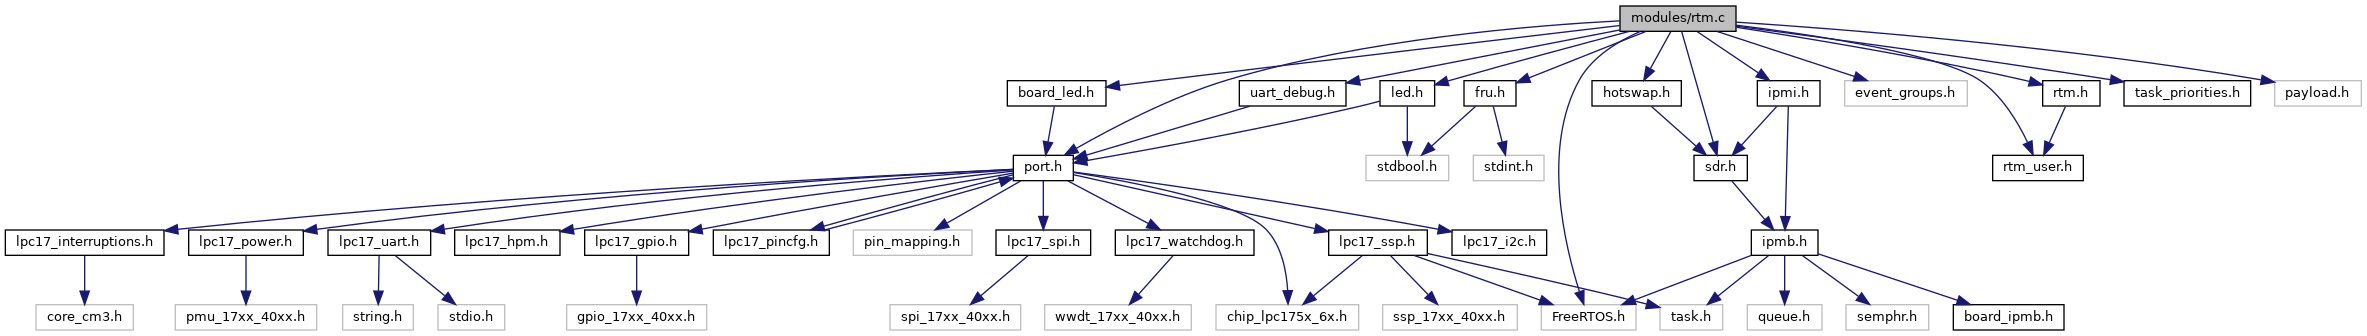 modules/rtm.c
board_led.h
uart_debug.h
led.h
fru.h
hotswap.h
ipmi.h
event_groups.h
rtm.h
task_priorities.h
payload.h
port.h
stdbool.h
stdint.h
sdr.h
rtm_user.h
lpc17_interruptions.h
lpc17_power.h
lpc17_uart.h
lpc17_hpm.h
lpc17_gpio.h
lpc17_pincfg.h
pin_mapping.h
lpc17_spi.h
lpc17_watchdog.h
lpc17_ssp.h
lpc17_i2c.h
ipmb.h
core_cm3.h
pmu_17xx_40xx.h
string.h
stdio.h
gpio_17xx_40xx.h
spi_17xx_40xx.h
wwdt_17xx_40xx.h
chip_lpc175x_6x.h
ssp_17xx_40xx.h
FreeRTOS.h
task.h
queue.h
semphr.h
board_ipmb.h